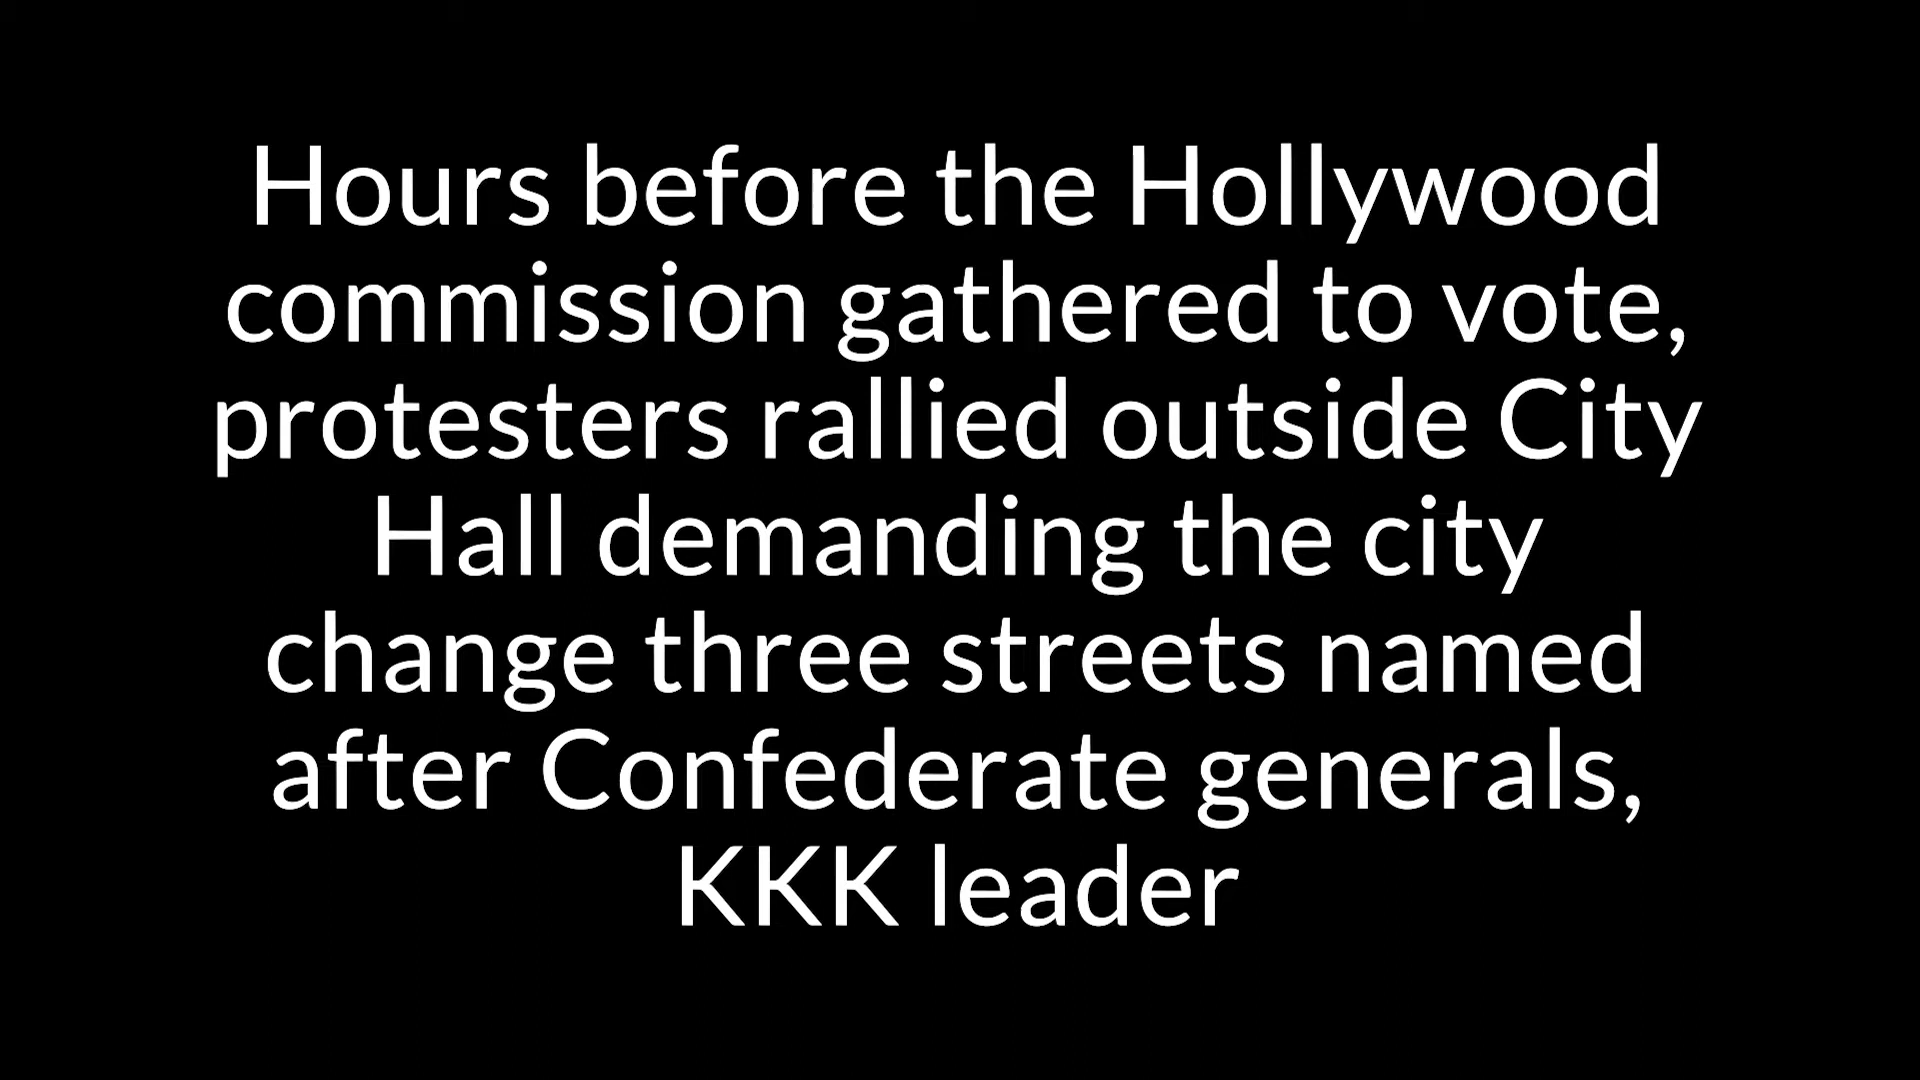 Hours before the Hollywood
commission gathered to vote,
protesters rallied outside City
Hall demanding the city
change three streets named
after Confederate generals,
KKK leader